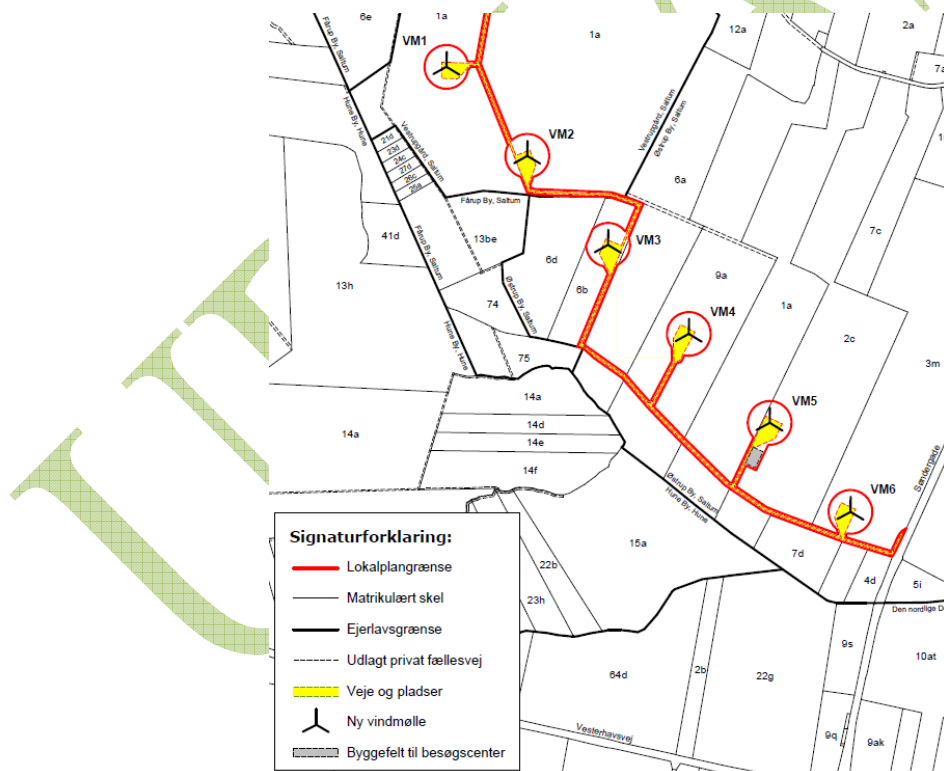 6e
1a
1a
12a
2a
7a
VM1
Fårup By, Saltum
Hune By, Hune
Vestrupgård, Saltum
Østrup By, Saltum
21d
23d
24c
27d
26c
25a
Vestrupgård, Saltum
VM2
6a
Fårup By, Saltum
41d
Fårup By, Saltum
Hune By, Hune
13be
VM3
6d
7c
13h
9a
6b
1a
74
Østrup By, Saltum
VM4
2c
3m
75
14a
14d
14e
14a
14f
VM5
Søndergade
Østrup By, Saltum
Hune By, Hune
VM6
15a
7d
4d
5i
22b
23h
Den nordlige D
9s
10at
64d
2b
22g
Vesterhavsvej
9q
9æk
Signaturforklaring:
Lokalplangrænse
Matrikulært skel
Ejerlavsgrænse
Udlagt privat fællesvej
Veje og pladser
Ny vindmølle
Byggefelt til besøgscenter